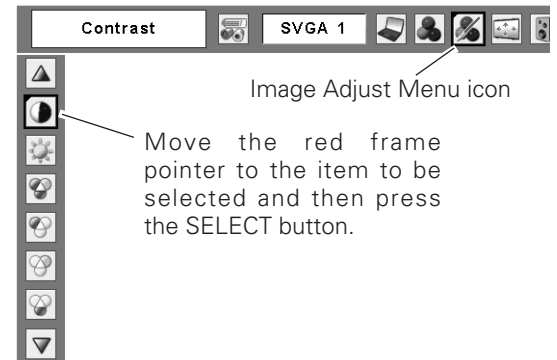 Contrast
SVGA 1
Image Adjust Menu icon
Move the red frame
pointer to the item to be
selected and then press
the SELECT button.